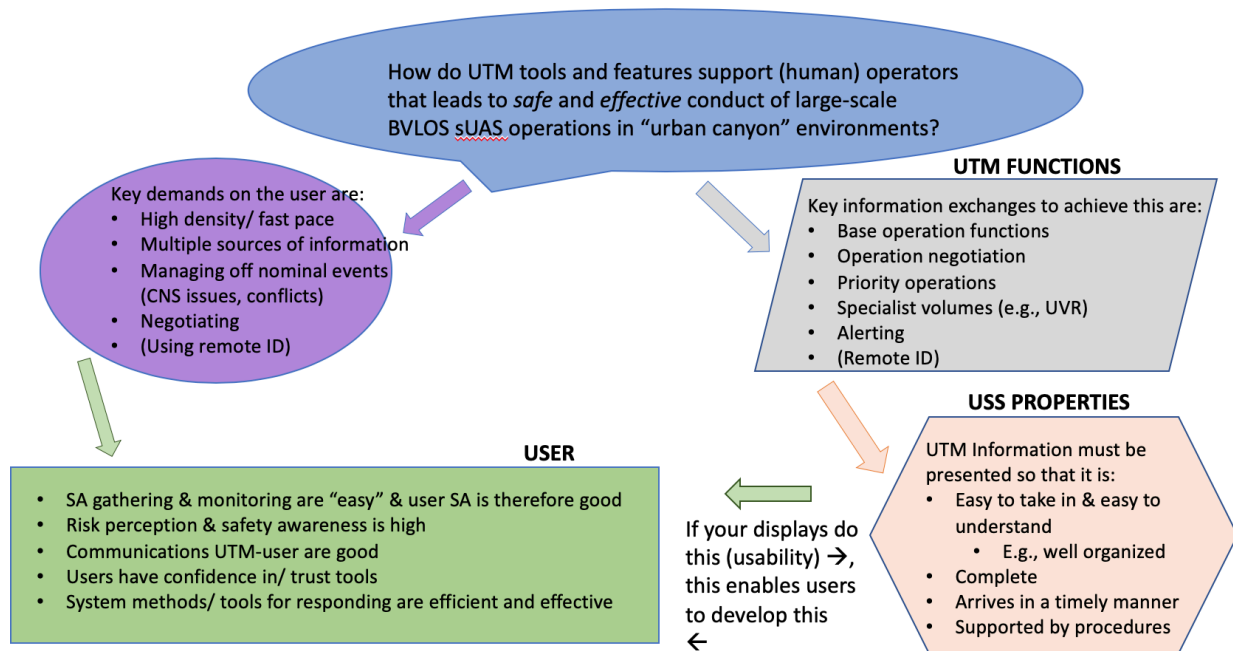 How do UTM tools and features support (human) operators
that leads to safe and effective conduct of large-scale
BVLOS sUAS operations in “urban canyon” environments?
Key demands on the user are:
• High density/ fast pace
• Multiple sources of information
• Managing off nominal events
(CNS issues, conflicts)
• Negotiating
• (Using remote ID)
UTM FUNCTIONS
Key information exchanges to achieve this are:
• Base operation functions
• Operation negotiation
• Priority operations
• Specialist volumes (e.g., UVR)
• Alerting
• (Remote ID)
USS PROPERTIES
UTM Information must be
presented so that it is:
• Easy to take in & easy to
understand
• E.g., well organized
• Complete
• Arrives in a timely manner
• Supported by procedures
If your displays do
this (usability) →,
this enables users
to develop this
←
USER
• SA gathering & monitoring are “easy” & user SA is therefore good
• Risk perception & safety awareness is high
• Communications UTM-user are good
• Users have confidence in/ trust tools
• System methods/ tools for responding are efficient and effective